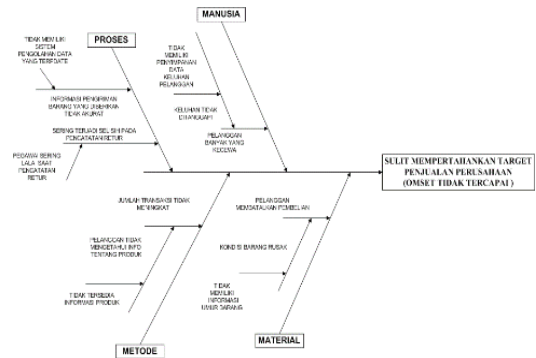 MANUSIA
PROSES
TIDAK MEMILIKI
SISTEM
PENGOLAHAN DATA
YANG TERPDATE
TIDAK
MEMILIKI
PENYIMPANAN
DATA
KELUHAN
PELANGGAN
INFORMASI PENGIRIMAN
BARANG YANG DIBERIKAN
TIDAK AKURAT
KELUHAN TIDAK
DITANGGAPI
SERING TERJADI SELISIH PADA
PENCATATAN RETUR
PELANGGAN
BANYAK YANG
KECEWA
PEGAWAI SERING
LALAI SAAT
PENCATATAN
RETUR
SULIT MEMPERTAHANKAN TARGET
PENJUALAN PERUSAHAAN
(OMSET TIDAK TERCAPAI )
JUMLAH TRANSAKSI TIDAK
MENINGKAT
PELANGGAN
MEMBATALKAN PEMBELIAN
PELANGGAN TIDAK
MENGETAHUI INFO
TENTANG PRODUK
KONDISI BARANG RUSAK
TIDAK TERSEDIA
INFORMASI PRODUK
TIDAK
MEMILIKI
INFORMASI
UMUR BARANG
METODE
MATERIAL